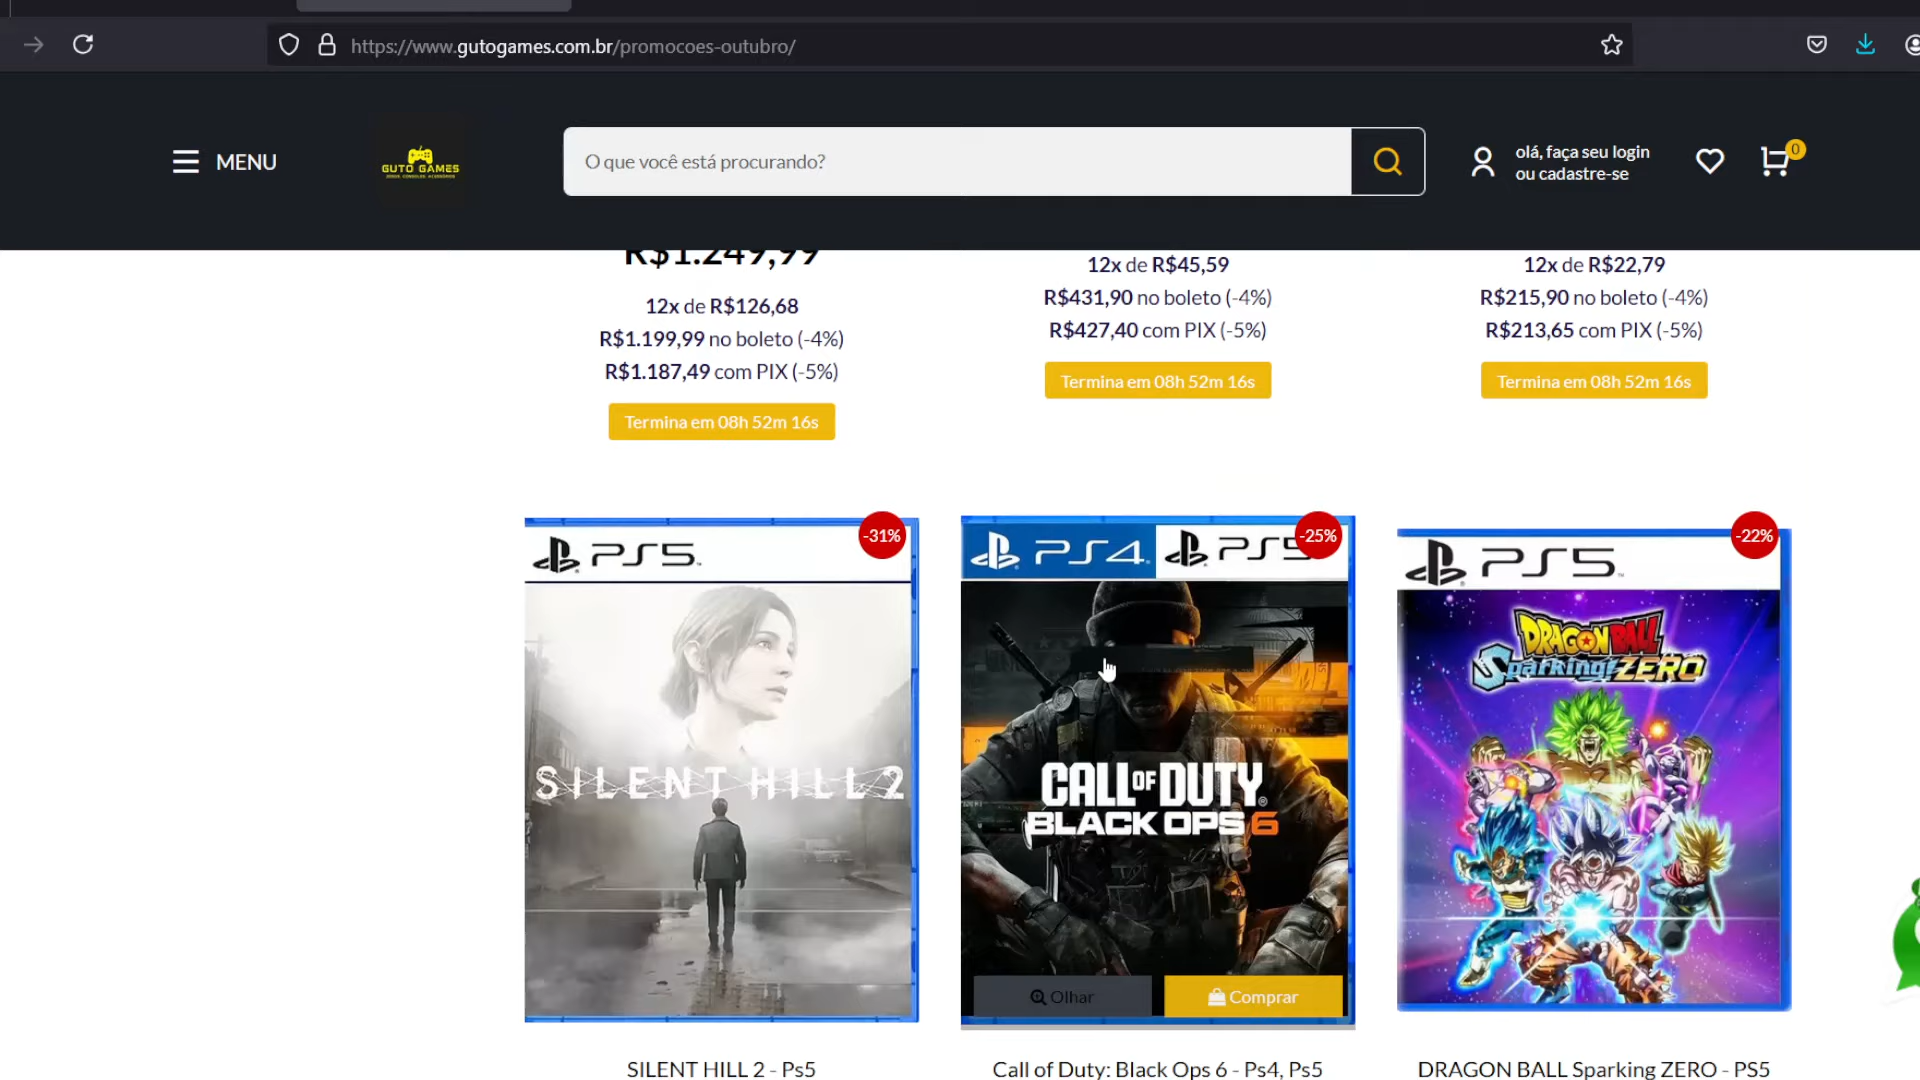 https://www.gutogames.com.br/promocoes-outubro/
MENU
GUTO GAMES
JOGOS, CONSOLES, ACESSÓRIOS
O que você está procurando?
olá, faça seu login
ou cadastre-se
0
R$1.249,99
12x de R$126,68
R$1.199,99 no boleto (-4%)
R$1.187,49 com PIX (-5%)
Termina em 08h 52m 16s
12x de R$45,59
R$431,90 no boleto (-4%)
R$427,40 com PIX (-5%)
Termina em 08h 52m 16s
12x de R$22,79
R$215,90 no boleto (-4%)
R$213,65 com PIX (-5%)
Termina em 08h 52m 16s
-31%
PS5
SILENT HILL 2
SILENT HILL 2 - Ps5
-25%
PS4 PS5
CALL OF DUTY
BLACK OPS 6
Olhar
Comprar
Call of Duty: Black Ops 6 - Ps4, Ps5
-22%
PS5
DRAGON BALL
Sparking! ZERO
DRAGON BALL Sparking ZERO - PS5